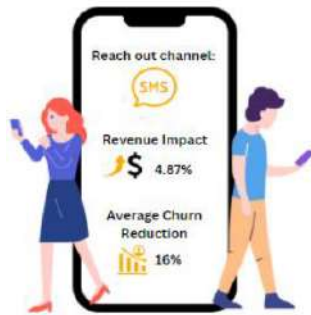 Reach out channel:
SMS
Revenue Impact
$ 4.87%
Average Churn
Reduction
16%